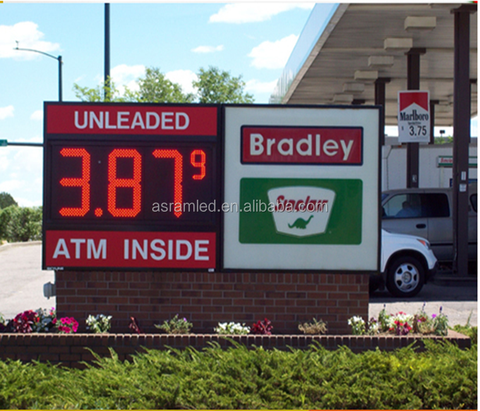 UNLEADED
3.87 9
ATM INSIDE
Bradley
Sinclair
Marlboro
3.75
asramled.en.alibaba.com